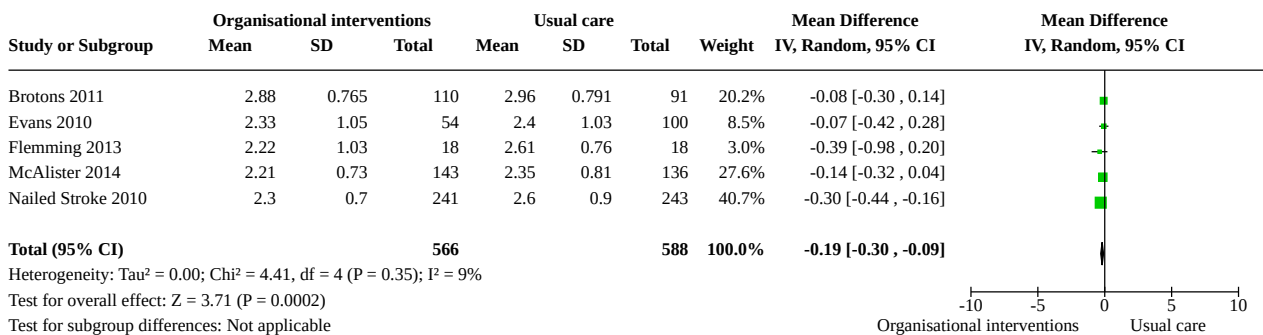 Organisational interventions Usual care Mean Difference Mean Difference
Study or Subgroup Mean SD Total Mean SD Total Weight IV, Random, 95% CI IV, Random, 95% CI
Brotons 2011 2.88 0.765 110 2.96 0.791 91 20.2% -0.08 [-0.30 , 0.14]
Evans 2010 2.33 1.05 54 2.4 1.03 100 8.5% -0.07 [-0.42 , 0.28]
Flemming 2013 2.22 1.03 18 2.61 0.76 18 3.0% -0.39 [-0.98 , 0.20]
McAlister 2014 2.21 0.73 143 2.35 0.81 136 27.6% -0.14 [-0.32 , 0.04]
Nailed Stroke 2010 2.3 0.7 241 2.6 0.9 243 40.7% -0.30 [-0.44 , -0.16]
Total (95% CI) 566 588 100.0% -0.19 [-0.30 , -0.09]
Heterogeneity: Tau² = 0.00; Chi² = 4.41, df = 4 (P = 0.35); I² = 9%
Test for overall effect: Z = 3.71 (P = 0.0002)
Test for subgroup differences: Not applicable
-10 -5 0 5 10
Organisational interventions Usual care